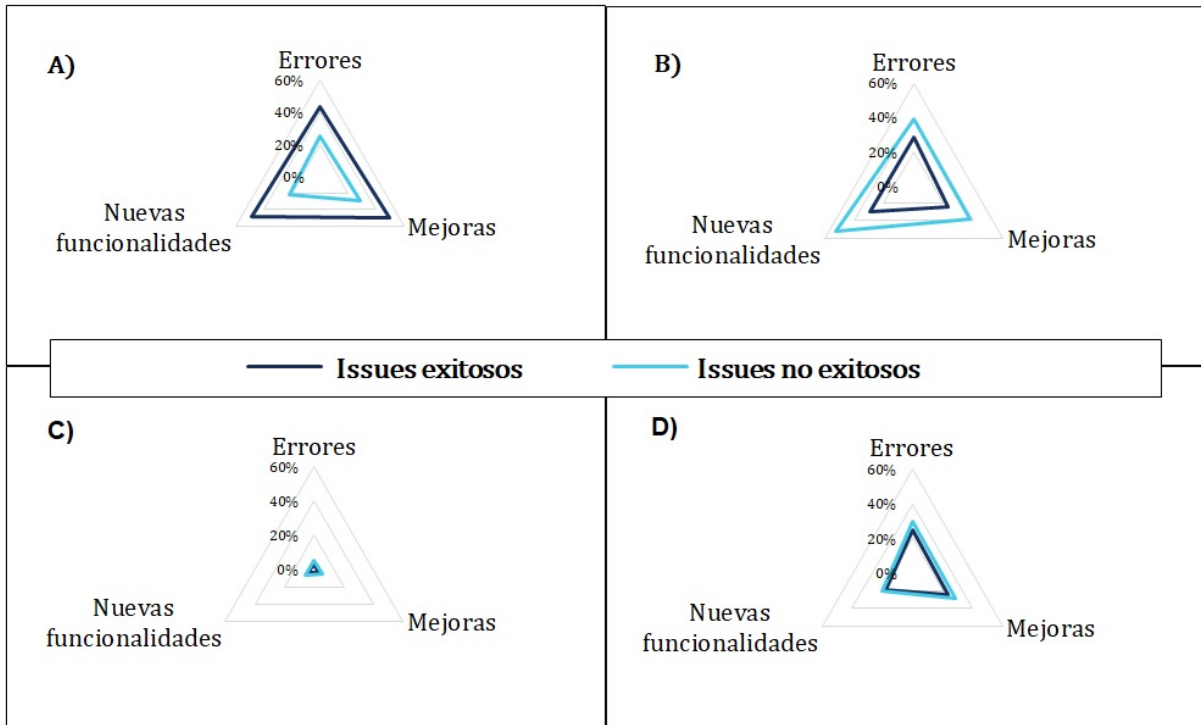 A)
Errores
60%
40%
20%
0%
Nuevas
funcionalidades
Mejoras
B)
Errores
60%
40%
20%
0%
Nuevas
funcionalidades
Mejoras
Issues exitosos
Issues no exitosos
C)
Errores
60%
40%
20%
0%
Nuevas
funcionalidades
Mejoras
D)
Errores
60%
40%
20%
0%
Nuevas
funcionalidades
Mejoras